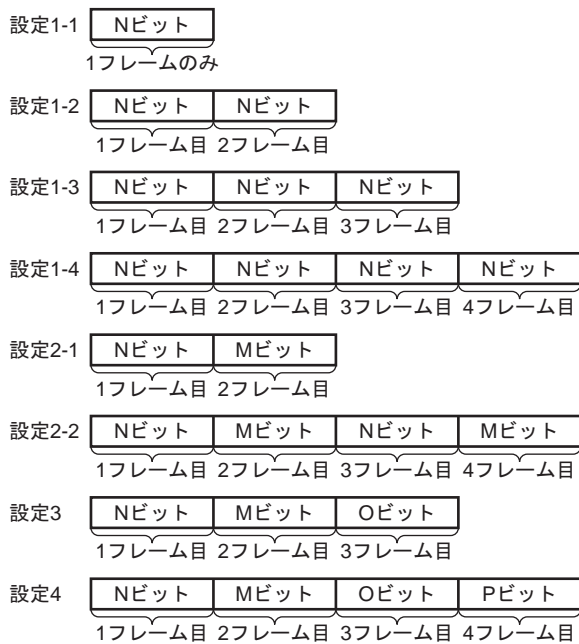 設定1-1 Nビット
1フレームのみ
設定1-2 Nビット Nビット
1フレーム目 2フレーム目
設定1-3 Nビット Nビット Nビット
1フレーム目 2フレーム目 3フレーム目
設定1-4 Nビット Nビット Nビット Nビット
1フレーム目 2フレーム目 3フレーム目 4フレーム目
設定2-1 Nビット Mビット
1フレーム目 2フレーム目
設定2-2 Nビット Mビット Nビット Mビット
1フレーム目 2フレーム目 3フレーム目 4フレーム目
設定3 Nビット Mビット Oビット
1フレーム目 2フレーム目 3フレーム目
設定4 Nビット Mビット Oビット Pビット
1フレーム目 2フレーム目 3フレーム目 4フレーム目